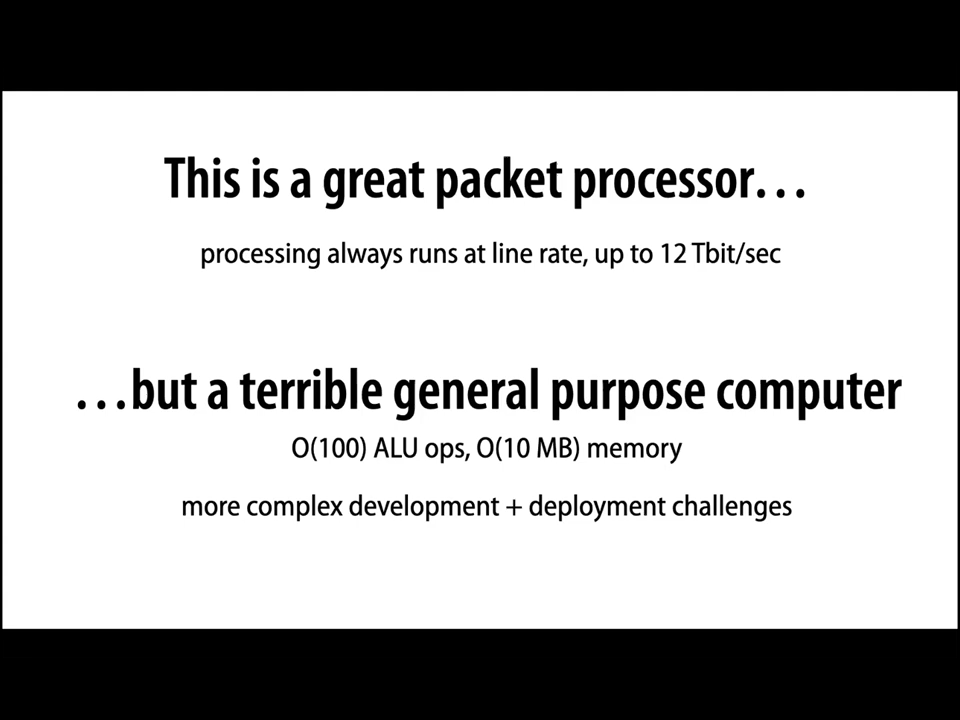 This is a great packet processor…
processing always runs at line rate, up to 12 Tbit/sec
…but a terrible general purpose computer
O(100) ALU ops, O(10 MB) memory
more complex development + deployment challenges